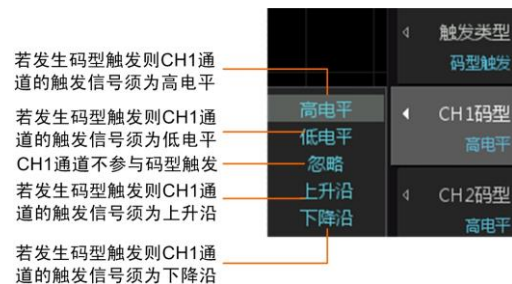 若发生码型触发则CH1通
道的触发信号须为高电平
若发生码型触发则CH1通
道的触发信号须为低电平
CH1通道不参与码型触发
若发生码型触发则CH1通
道的触发信号须为上升沿
若发生码型触发则CH1通
道的触发信号须为下降沿
高电平
低电平
忽略
上升沿
下降沿
触发类型
码型触发
CH1码型
高电平
CH2码型
高电平